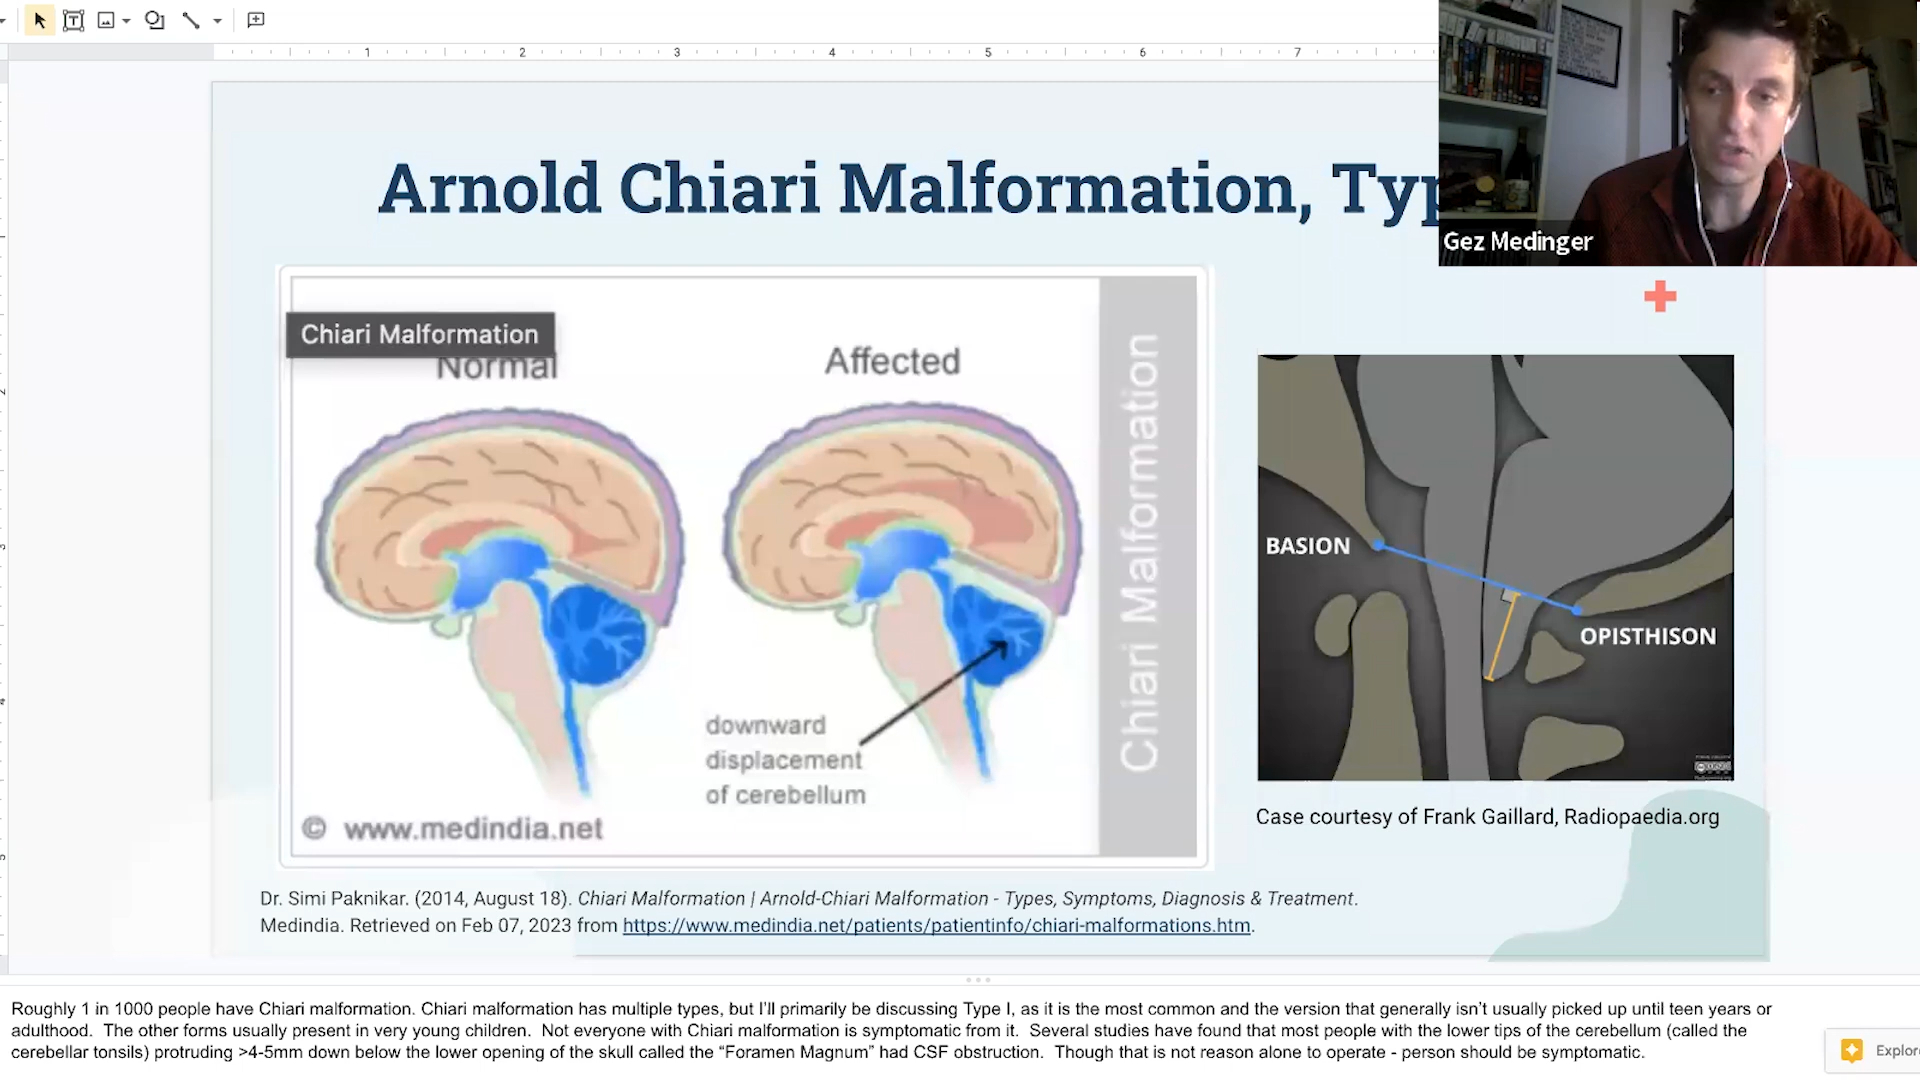 1 2 3 4 5 6 7
Arnold Chiari Malformation, Typ
Gez Medinger
Chiari Malformation
Normal
Affected
Chiari Malformation
downward
displacement
of cerebellum
© www.medindia.net
BASION
OPISTHISON
Case courtesy of Frank Gaillard, Radiopaedia.org
Dr. Simi Paknikar. (2014, August 18). Chiari Malformation | Arnold-Chiari Malformation - Types, Symptoms, Diagnosis & Treatment.
Medindia. Retrieved on Feb 07, 2023 from https://www.medindia.net/patients/patientinfo/chiari-malformations.htm.
Roughly 1 in 1000 people have Chiari malformation. Chiari malformation has multiple types, but I'll primarily be discussing Type I, as it is the most common and the version that generally isn't usually picked up until teen years or
adulthood. The other forms usually present in very young children. Not everyone with Chiari malformation is symptomatic from it. Several studies have found that most people with the lower tips of the cerebellum (called the
cerebellar tonsils) protruding >4-5mm down below the lower opening of the skull called the “Foramen Magnum” had CSF obstruction. Though that is not reason alone to operate - person should be symptomatic.
Explore